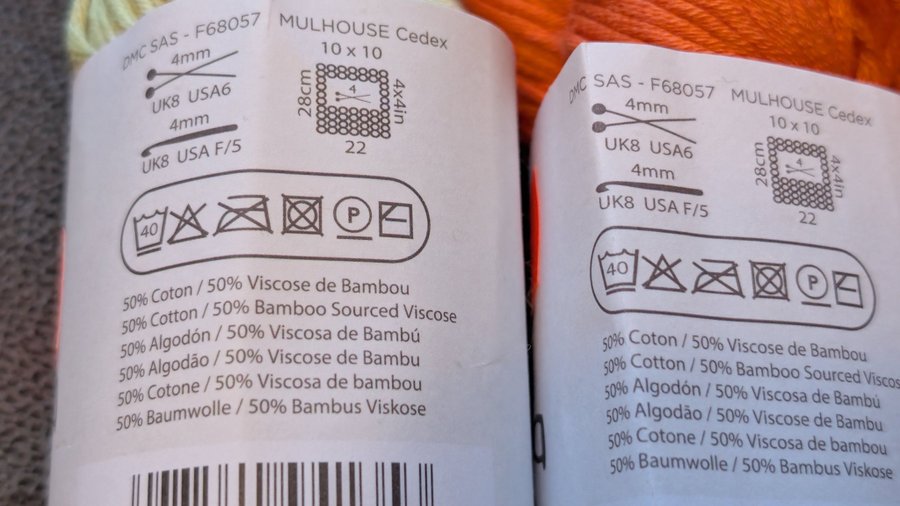 DMC SAS - F68057 MULHOUSE Cedex
4mm
UK8 USA6
4mm
UK8 USA F/5
10 x 10
28cm
4
4x4in
22
40
P
50% Coton / 50% Viscose de Bambou
50% Cotton / 50% Bamboo Sourced Viscose
50% Algodón / 50% Viscosa de Bambú
50% Algodão / 50% Viscose de Bambu
50% Cotone / 50% Viscosa de bambou
50% Baumwolle / 50% Bambus Viskose
DMC SAS - F68057 MULHOUSE Cedex
4mm
UK8 USA6
4mm
UK8 USA F/5
10 x 10
28cm
4
4x4in
22
40
P
50% Coton / 50% Viscose de Bambou
50% Cotton / 50% Bamboo Sourced Viscos
50% Algodón / 50% Viscosa de Bambú
50% Algodão / 50% Viscose de Bambu
50% Cotone / 50% Viscosa de bambou
50% Baumwolle / 50% Bambus Viskose